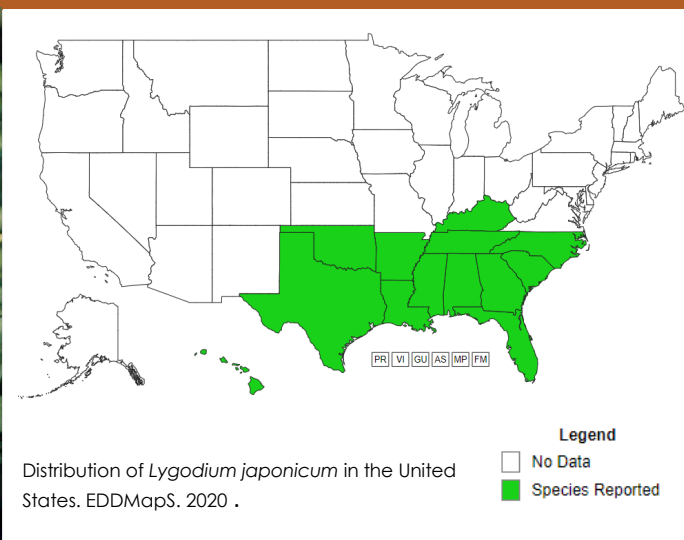 PR VI GU AS MP FM
Legend
No Data
Species Reported
Distribution of Lygodium japonicum in the United
States. EDDMapS. 2020 .